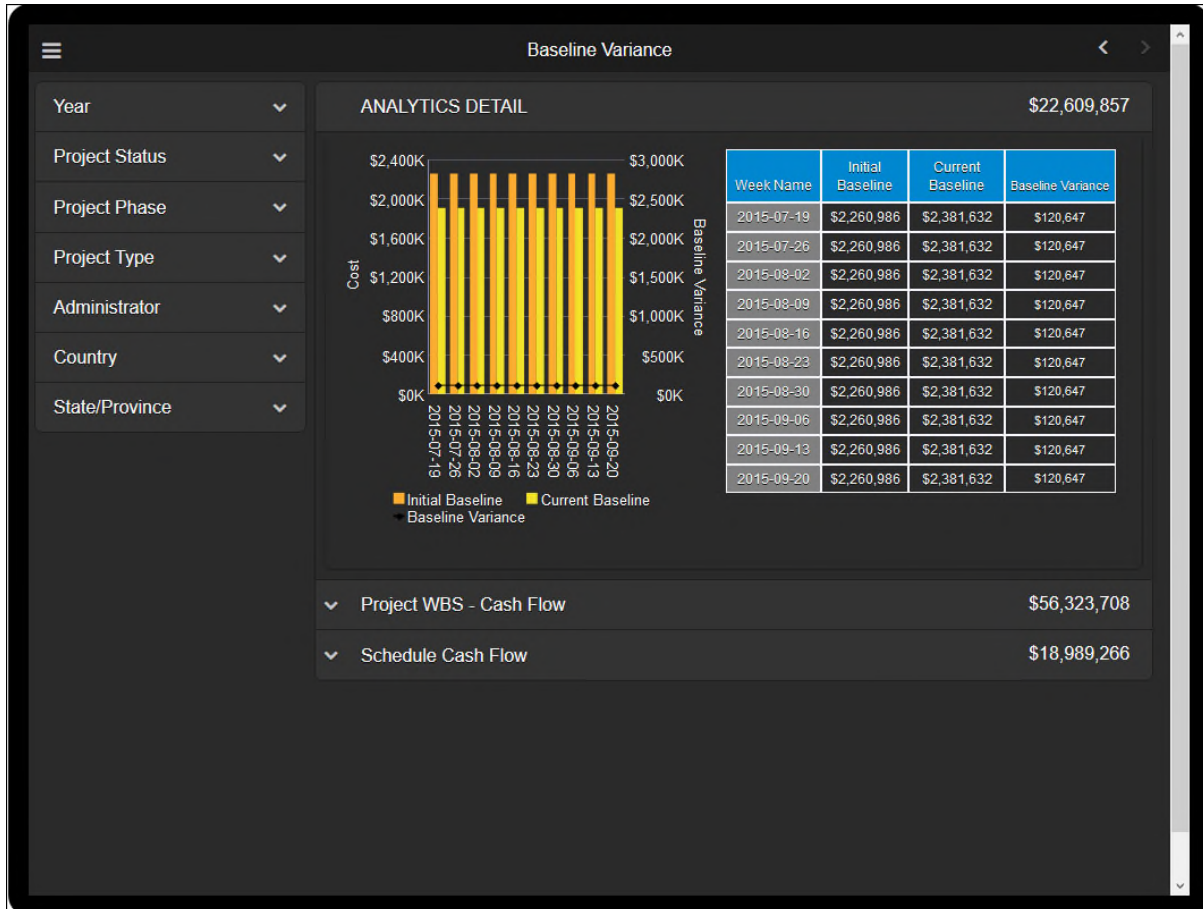 Baseline Variance
Year
Project Status
Project Phase
Project Type
Administrator
Country
State/Province
ANALYTICS DETAIL $22,609,857
$2,400K
$2,000K
$1,600K
$1,200K
$800K
$400K
$0K
Cost
$3,000K
$2,500K
$2,000K
$1,500K
$1,000K
$500K
$0K
Baseline Variance
2015-07-19
2015-07-26
2015-08-02
2015-08-09
2015-08-16
2015-08-23
2015-08-30
2015-09-06
2015-09-13
2015-09-20
Initial Baseline Current Baseline
Baseline Variance
Week Name Initial Baseline Current Baseline Baseline Variance
2015-07-19 $2,260,986 $2,381,632 $120,647
2015-07-26 $2,260,986 $2,381,632 $120,647
2015-08-02 $2,260,986 $2,381,632 $120,647
2015-08-09 $2,260,986 $2,381,632 $120,647
2015-08-16 $2,260,986 $2,381,632 $120,647
2015-08-23 $2,260,986 $2,381,632 $120,647
2015-08-30 $2,260,986 $2,381,632 $120,647
2015-09-06 $2,260,986 $2,381,632 $120,647
2015-09-13 $2,260,986 $2,381,632 $120,647
2015-09-20 $2,260,986 $2,381,632 $120,647
Project WBS - Cash Flow $56,323,708
Schedule Cash Flow $18,989,266